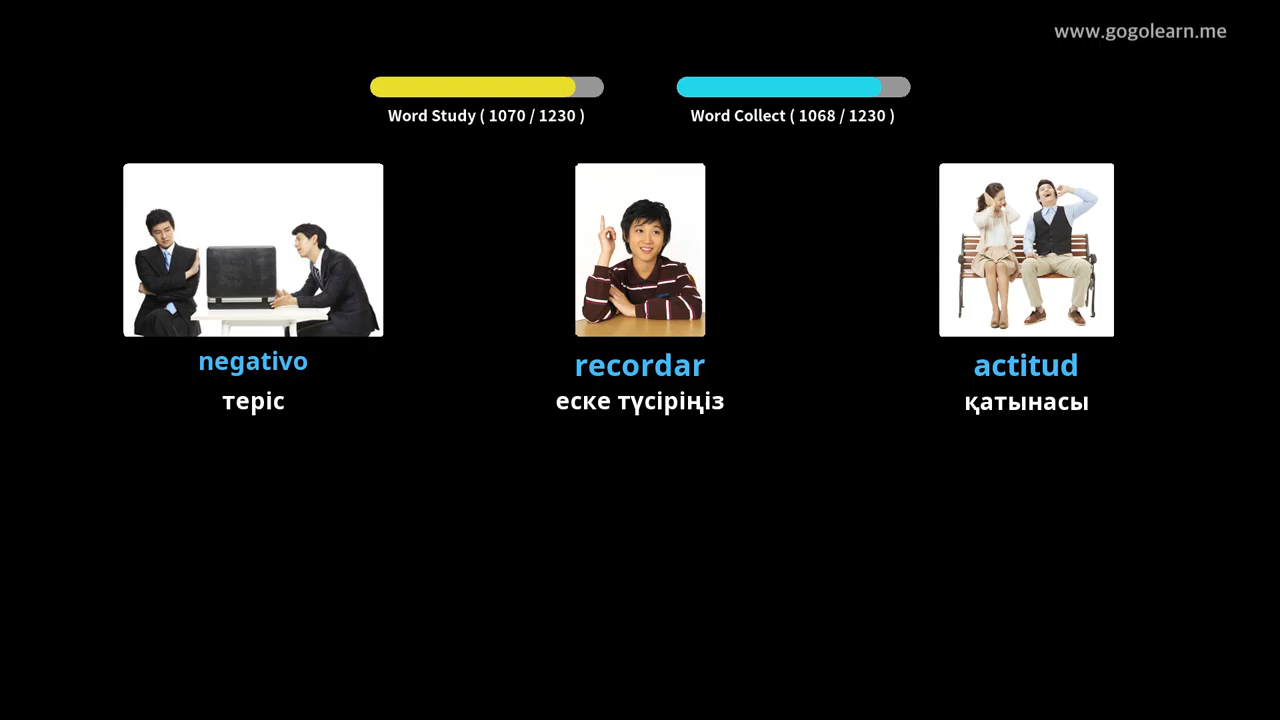 www.gogolearn.me
Word Study ( 1070 / 1230 )
Word Collect ( 1068 / 1230 )
negativo
теріс
recordar
еске түсіріңіз
actitud
қатынасы